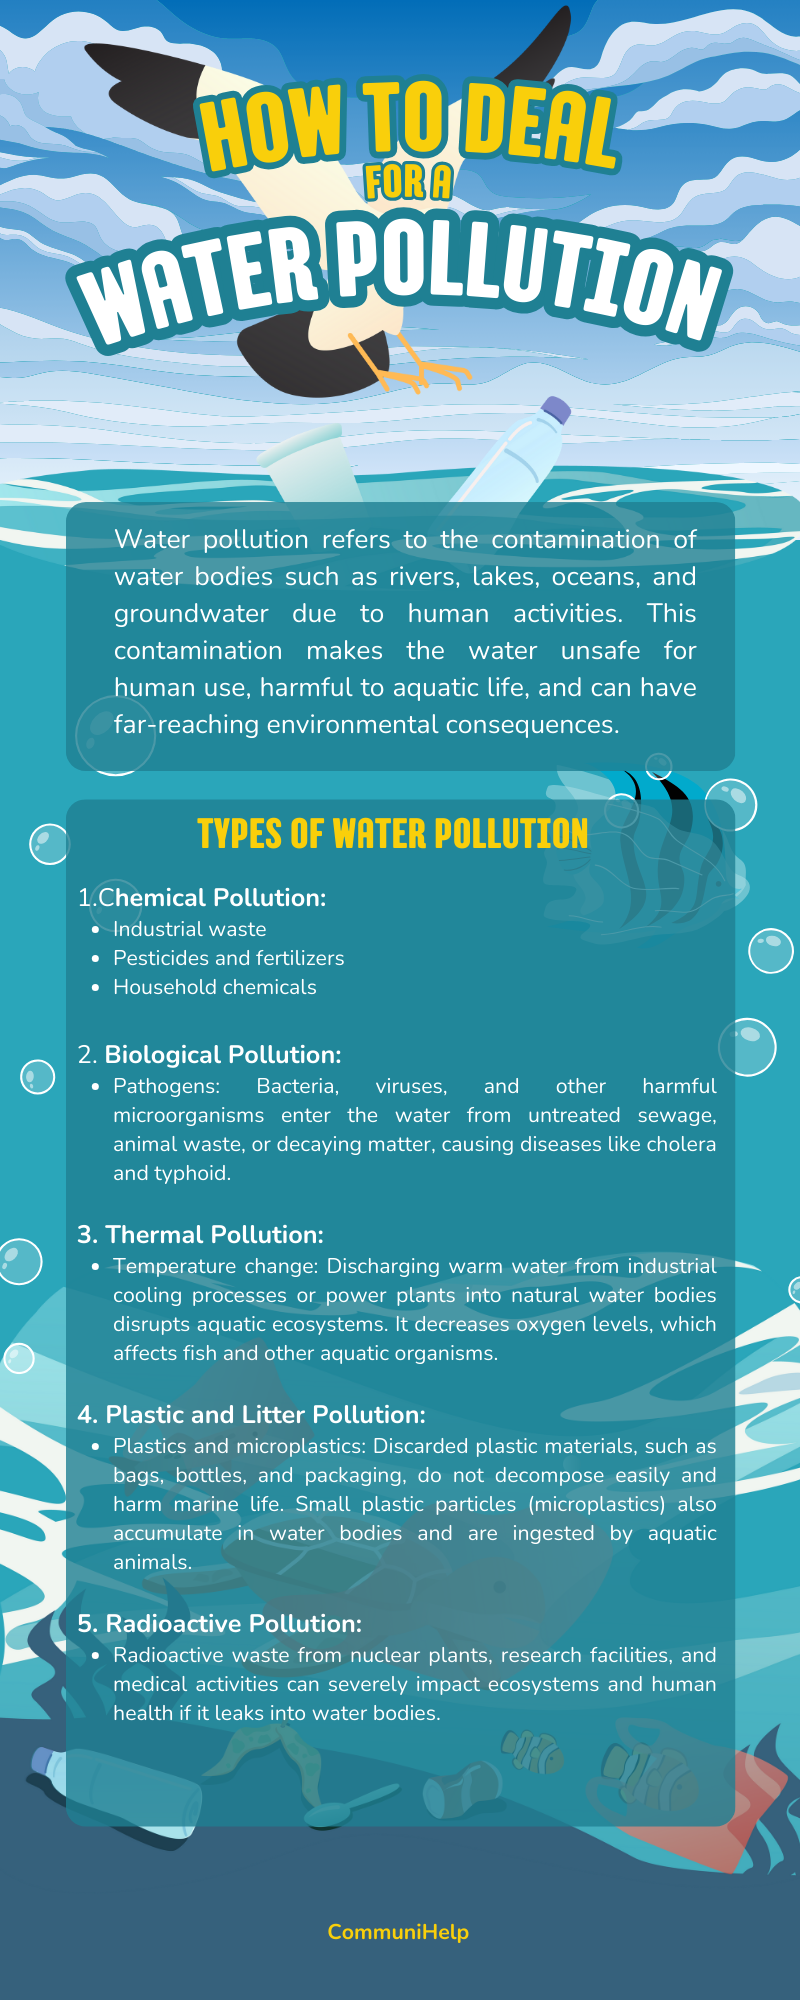 HOW TO DEAL
FOR A
WATER POLLUTION
Water pollution refers to the contamination of
water bodies such as rivers, lakes, oceans, and
groundwater due to human activities. This
contamination makes the water unsafe for
human use, harmful to aquatic life, and can have
far-reaching environmental consequences.
TYPES OF WATER POLLUTION
1.Chemical Pollution:
• Industrial waste
• Pesticides and fertilizers
• Household chemicals
2. Biological Pollution:
• Pathogens: Bacteria, viruses, and other harmful
microorganisms enter the water from untreated sewage,
animal waste, or decaying matter, causing diseases like cholera
and typhoid.
3. Thermal Pollution:
• Temperature change: Discharging warm water from industrial
cooling processes or power plants into natural water bodies
disrupts aquatic ecosystems. It decreases oxygen levels, which
affects fish and other aquatic organisms.
4. Plastic and Litter Pollution:
• Plastics and microplastics: Discarded plastic materials, such as
bags, bottles, and packaging, do not decompose easily and
harm marine life. Small plastic particles (microplastics) also
accumulate in water bodies and are ingested by aquatic
animals.
5. Radioactive Pollution:
• Radioactive waste from nuclear plants, research facilities, and
medical activities can severely impact ecosystems and human
health if it leaks into water bodies.
CommuniHelp